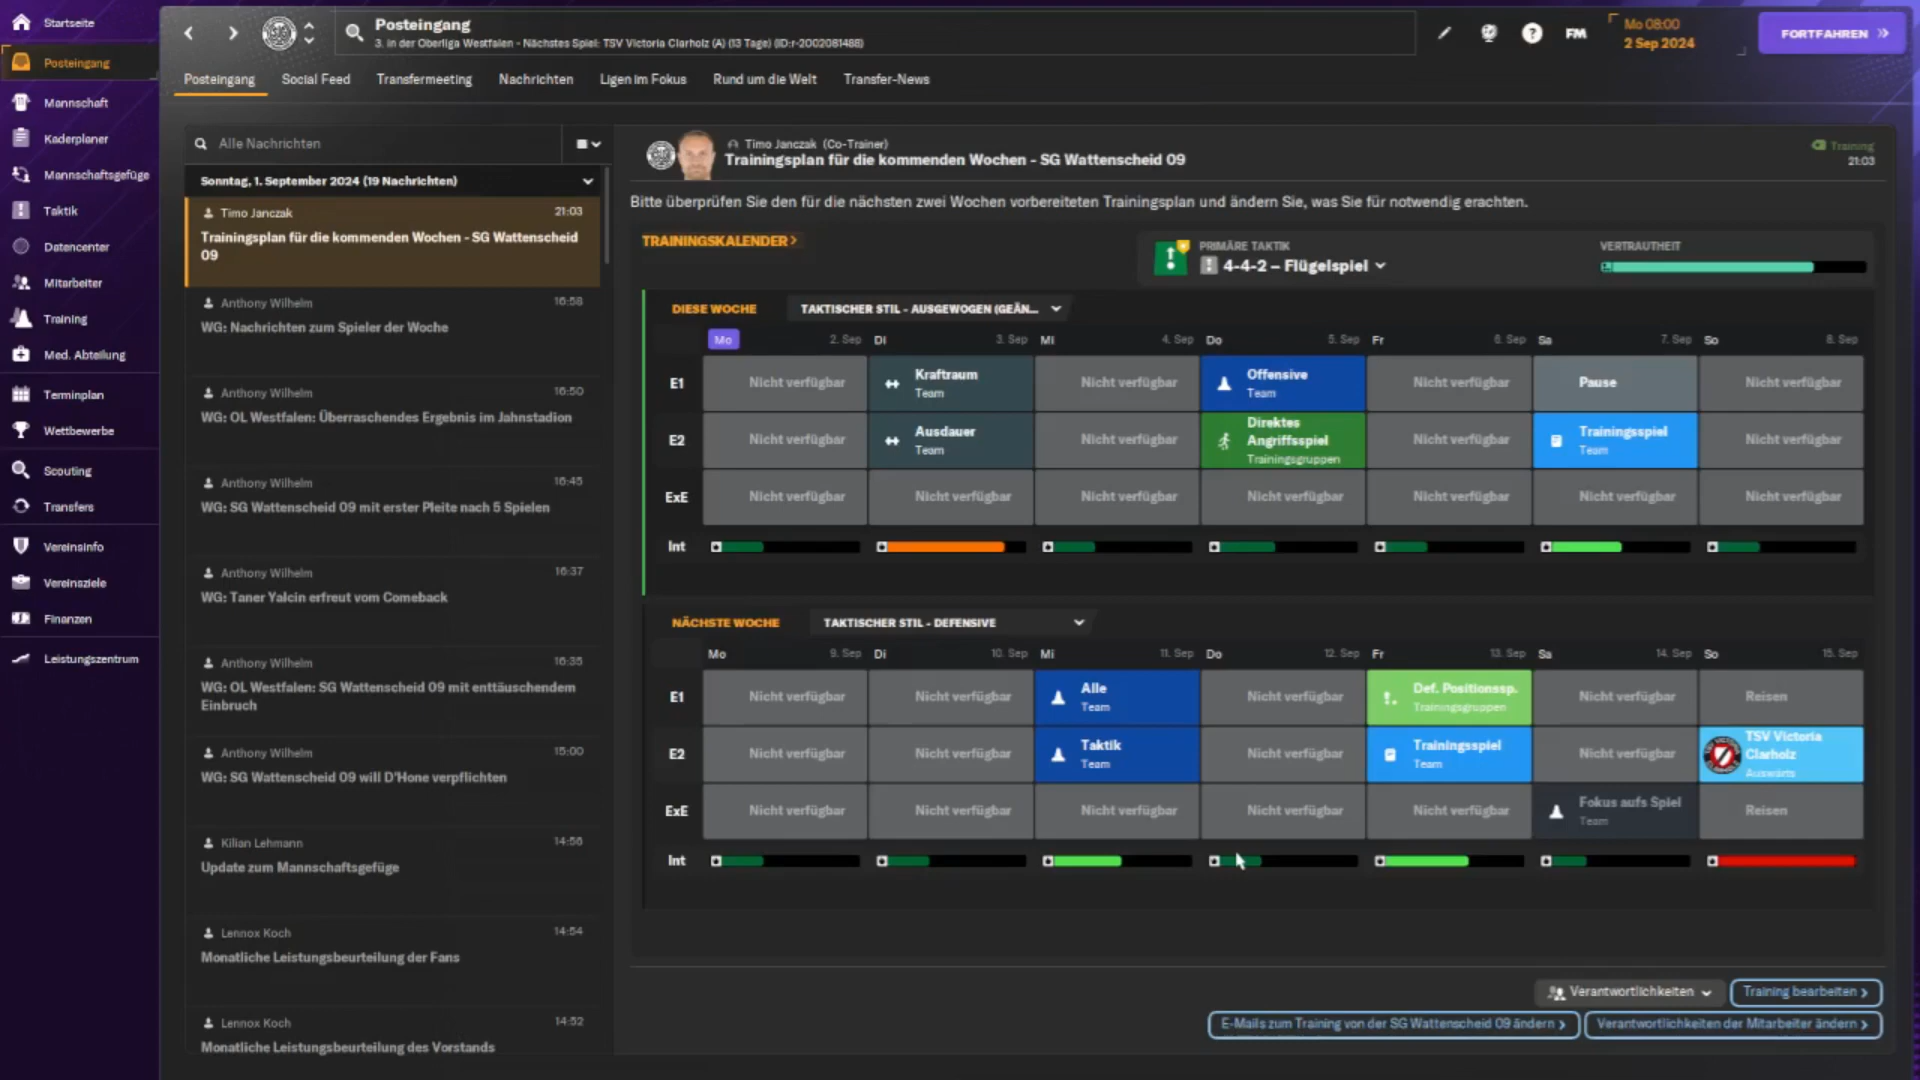 Startseite
Posteingang
Mannschaft
Kaderplaner
Mannschaftsgefüge
Taktik
Datencenter
Mitarbeiter
Training
Med. Abteilung
Terminplan
Wettbewerbe
Scouting
Transfers
Vereinsinfo
Vereinsziele
Finanzen
Leistungszentrum
Posteingang
3. in der Oberliga Westfalen - Nächstes Spiel: TSV Victoria Clarholz (A) (13 Tage) (ID:r-2002081488)
FM
Mo 08:00
2 Sep 2024
FORTFAHREN
Posteingang Social Feed Transfermeeting Nachrichten Ligen im Fokus Rund um die Welt Transfer-News
Alle Nachrichten
Sonntag, 1. September 2024 (19 Nachrichten)
Timo Janczak 21:03
Trainingsplan für die kommenden Wochen - SG Wattenscheid
09
Anthony Wilhelm 16:58
WG: Nachrichten zum Spieler der Woche
Anthony Wilhelm 16:50
WG: OL Westfalen: Überraschendes Ergebnis im Jahnstadion
Anthony Wilhelm 16:45
WG: SG Wattenscheid 09 mit erster Pleite nach 5 Spielen
Anthony Wilhelm 16:37
WG: Taner Yalcin erfreut vom Comeback
Anthony Wilhelm 16:35
WG: OL Westfalen: SG Wattenscheid 09 mit enttäuschendem
Einbruch
Anthony Wilhelm 15:00
WG: SG Wattenscheid 09 will D'Hone verpflichten
Kilian Lehmann 14:56
Update zum Mannschaftsgefüge
Lennox Koch 14:54
Monatliche Leistungsbeurteilung der Fans
Lennox Koch 14:52
Monatliche Leistungsbeurteilung des Vorstands
Timo Janczak (Co-Trainer)
Trainingsplan für die kommenden Wochen - SG Wattenscheid 09
Training
21:03
Bitte überprüfen Sie den für die nächsten zwei Wochen vorbereiteten Trainingsplan und ändern Sie, was Sie für notwendig erachten.
TRAININGSKALENDER
PRIMÄRE TAKTIK
4-4-2 – Flügelspiel
VERTRAUTHEIT
DIESE WOCHE TAKTISCHER STIL - AUSGEWOGEN (GEÄN...
Mo 2. Sep Di 3. Sep Mi 4. Sep Do 5. Sep Fr 6. Sep Sa 7. Sep So 8. Sep
E1 Nicht verfügbar Kraftraum Team Nicht verfügbar Offensive Team Nicht verfügbar Pause Nicht verfügbar
E2 Nicht verfügbar Ausdauer Team Nicht verfügbar Direktes Angriffsspiel Trainingsgruppen Nicht verfügbar Trainingsspiel Team Nicht verfügbar
ExE Nicht verfügbar Nicht verfügbar Nicht verfügbar Nicht verfügbar Nicht verfügbar Nicht verfügbar Nicht verfügbar
Int
NÄCHSTE WOCHE TAKTISCHER STIL - DEFENSIVE
Mo 9. Sep Di 10. Sep Mi 11. Sep Do 12. Sep Fr 13. Sep Sa 14. Sep So 15. Sep
E1 Nicht verfügbar Nicht verfügbar Alle Team Nicht verfügbar Def. Positionssp. Trainingsgruppen Nicht verfügbar Reisen
E2 Nicht verfügbar Nicht verfügbar Taktik Team Nicht verfügbar Trainingsspiel Team Nicht verfügbar TSV Victoria Clarholz Auswärts
ExE Nicht verfügbar Nicht verfügbar Nicht verfügbar Nicht verfügbar Nicht verfügbar Fokus aufs Spiel Team Reisen
Int
Verantwortlichkeiten Training bearbeiten
E-Mails zum Training von der SG Wattenscheid 09 ändern Verantwortlichkeiten der Mitarbeiter ändern